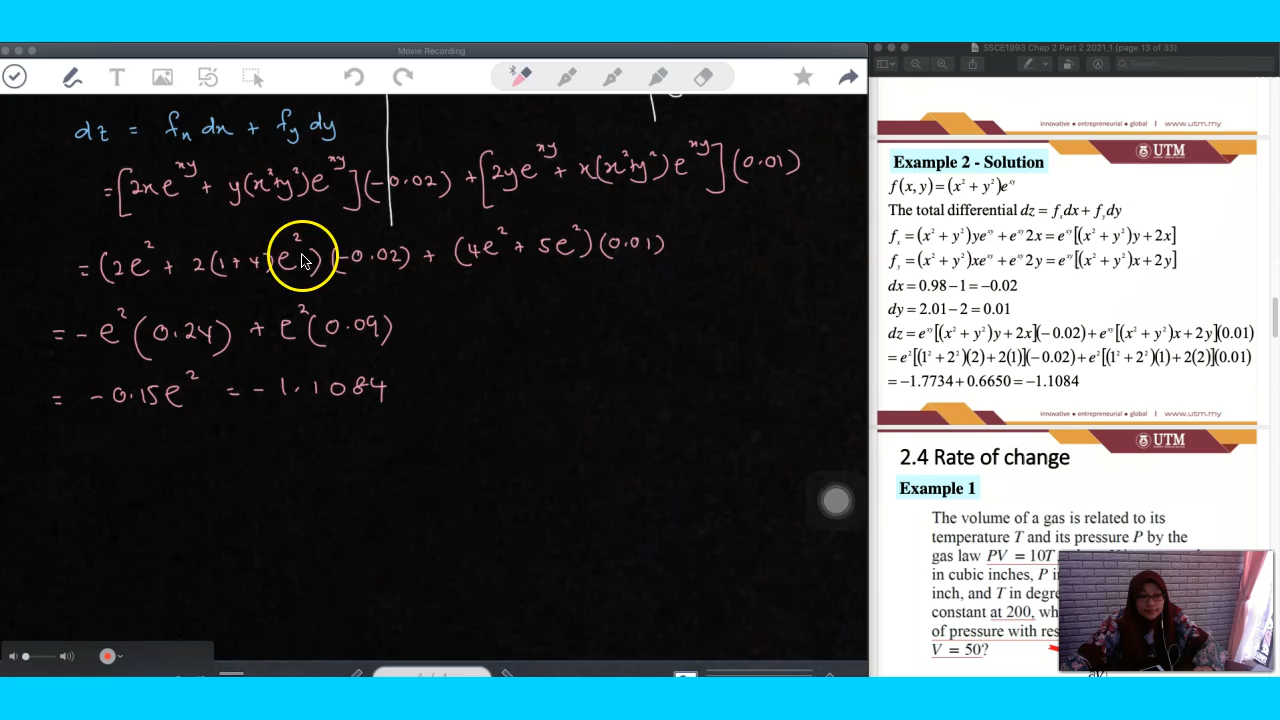 Movie Recording
dz = fx dx + fy dy
= [2xe^xy + y(x²+y²)e^xy](-0.02) + [2ye^xy + x(x²+y²)e^xy](0.01)
= (2e² + 2(1+4)e²)(-0.02) + (4e² + 5e²)(0.01)
= - e²(0.24) + e²(0.09)
= -0.15e² = -1.1084
SSCE1993 Chap 2 Part 2 2021_1 (page 13 of 33)
Search
innovative ● entrepreneurial ● global | www.utm.my
Example 2 - Solution
UTM
f(x, y) = (x² + y²)e^xy
The total differential dz = f_x dx + f_y dy
f_x = (x² + y²)ye^xy + e^xy 2x = e^xy[(x² + y²)y + 2x]
f_y = (x² + y²)xe^xy + e^xy 2y = e^xy[(x² + y²)x + 2y]
dx = 0.98 − 1 = −0.02
dy = 2.01 − 2 = 0.01
dz = e^xy[(x² + y²)y + 2x](−0.02) + e^xy[(x² + y²)x + 2y](0.01)
= e²[(1² + 2²)(2) + 2(1)](−0.02) + e²[(1² + 2²)(1) + 2(2)](0.01)
= −1.7734 + 0.6650 = −1.1084
innovative ● entrepreneurial ● global | www.utm.my
UTM
2.4 Rate of change
Example 1
The volume of a gas is related to its
temperature T and its pressure P by the
gas law PV = 10T
in cubic inches, P
inch, and T in
constant at 200,
of pressure with
V = 50?